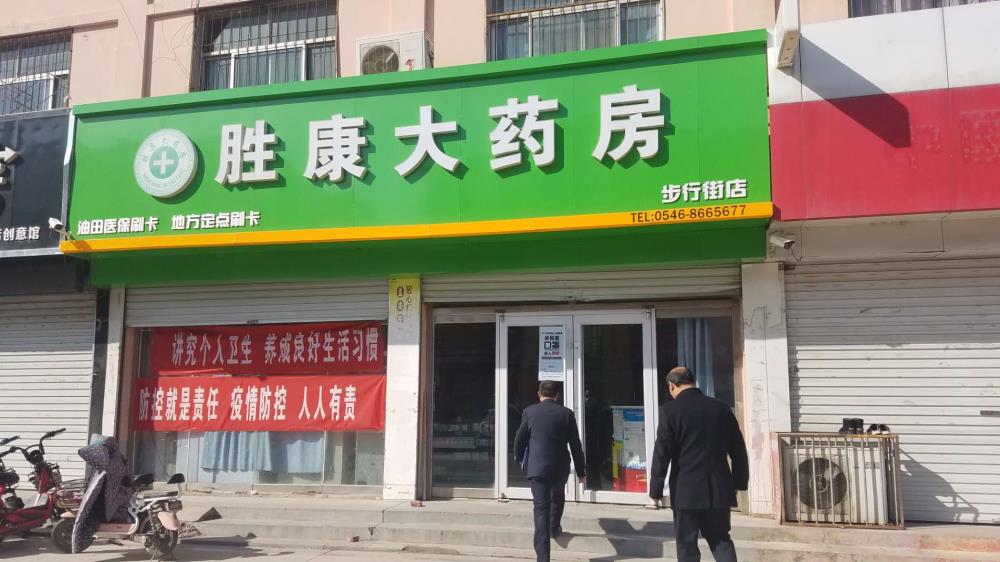 胜康大药房
步行街店
油田医保刷卡 地方定点刷卡
TEL:0546-8665677
创意馆
冠心
讲究个人卫生 养成良好生活习惯
防控就是责任 疫情防控 人人有责